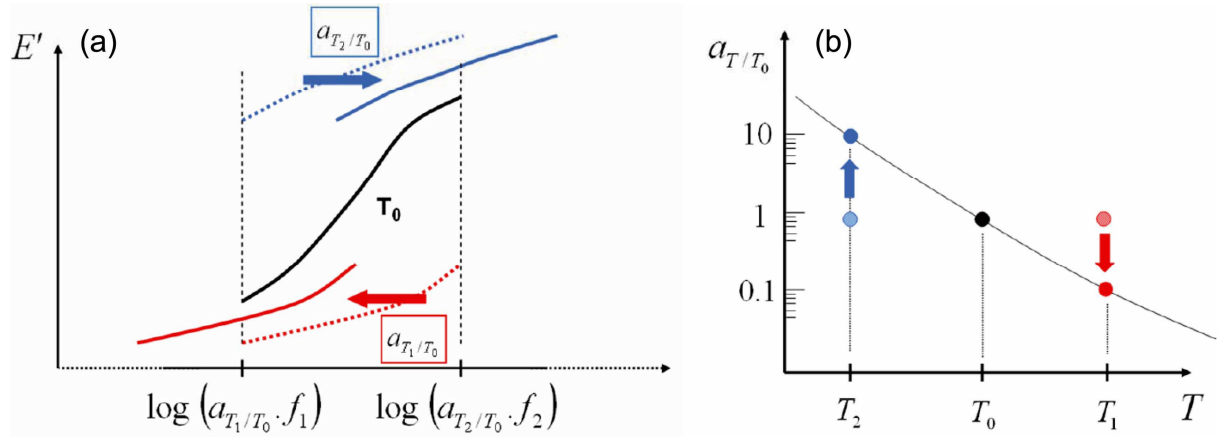 (a)
E'
a_{T_2/T_0}
T_0
a_{T_1/T_0}
log (a_{T_1/T_0}.f_1)
log (a_{T_2/T_0}.f_2)
(b)
a_{T/T_0}
10
1
0.1
T_2
T_0
T_1
T